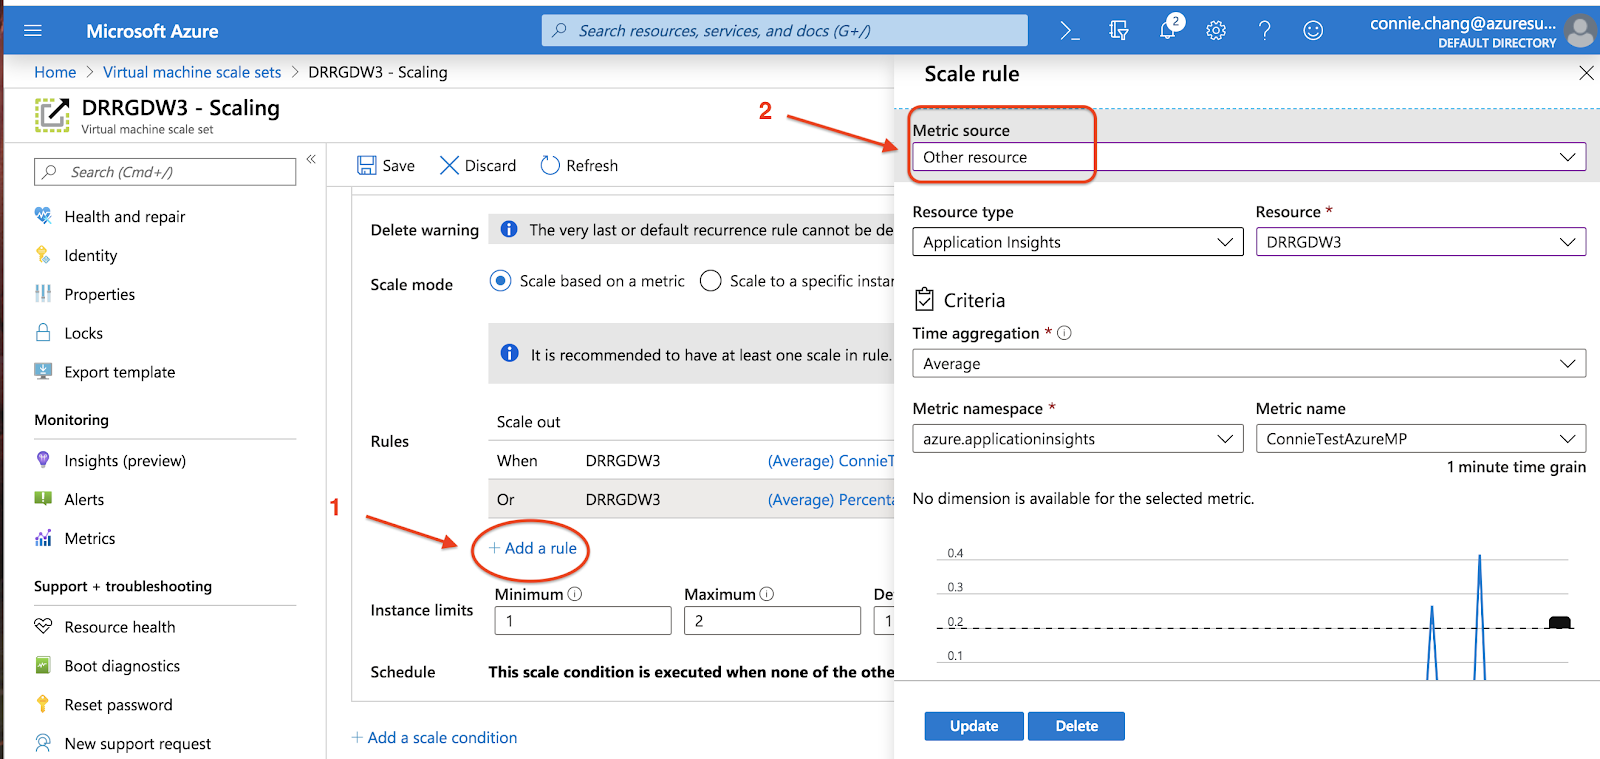 Microsoft Azure
Search resources, services, and docs (G+/)
2
connie.chang@azuresu...
DEFAULT DIRECTORY
Home > Virtual machine scale sets > DRRGDW3 - Scaling
DRRGDW3 - Scaling
Virtual machine scale set
Search (Cmd+/)
«
Health and repair
Identity
Properties
Locks
Export template
Monitoring
Insights (preview)
Alerts
Metrics
Support + troubleshooting
Resource health
Boot diagnostics
Reset password
New support request
Save Discard Refresh
Delete warning
The very last or default recurrence rule cannot be de
Scale mode
Scale based on a metric
Scale to a specific instan
It is recommended to have at least one scale in rule.
Rules
Scale out
When DRRGDW3 (Average) ConnieT
Or DRRGDW3 (Average) Percenta
1
+ Add a rule
Instance limits
Minimum
1
Maximum
2
De
1
Schedule
This scale condition is executed when none of the othe
+ Add a scale condition
Scale rule
2
Metric source
Other resource
Resource type
Application Insights
Resource *
DRRGDW3
Criteria
Time aggregation *
Average
Metric namespace *
azure.applicationinsights
Metric name
ConnieTestAzureMP
1 minute time grain
No dimension is available for the selected metric.
0.4
0.3
0.2
0.1
Update
Delete